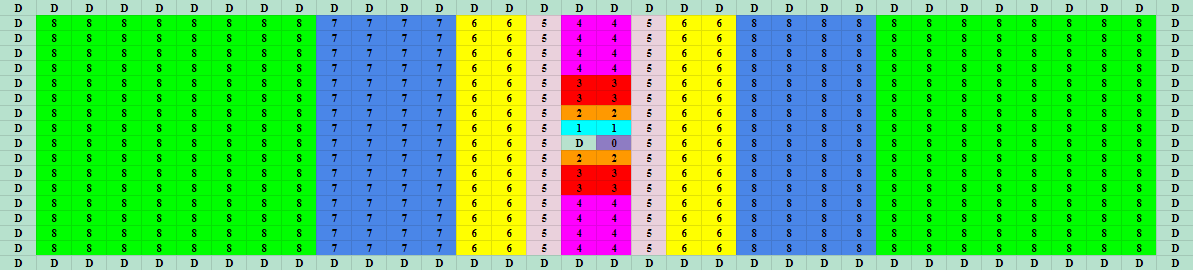 D D D D D D D D D D D D D D D D D D D D D D D D D D D D D D D D D D
D 8 8 8 8 8 8 8 8 7 7 7 7 6 6 5 4 4 5 6 6 8 8 8 8 8 8 8 8 8 8 8 8 D
D 8 8 8 8 8 8 8 8 7 7 7 7 6 6 5 4 4 5 6 6 8 8 8 8 8 8 8 8 8 8 8 8 D
D 8 8 8 8 8 8 8 8 7 7 7 7 6 6 5 4 4 5 6 6 8 8 8 8 8 8 8 8 8 8 8 8 D
D 8 8 8 8 8 8 8 8 7 7 7 7 6 6 5 4 4 5 6 6 8 8 8 8 8 8 8 8 8 8 8 8 D
D 8 8 8 8 8 8 8 8 7 7 7 7 6 6 5 3 3 5 6 6 8 8 8 8 8 8 8 8 8 8 8 8 D
D 8 8 8 8 8 8 8 8 7 7 7 7 6 6 5 3 3 5 6 6 8 8 8 8 8 8 8 8 8 8 8 8 D
D 8 8 8 8 8 8 8 8 7 7 7 7 6 6 5 2 2 5 6 6 8 8 8 8 8 8 8 8 8 8 8 8 D
D 8 8 8 8 8 8 8 8 7 7 7 7 6 6 5 1 1 5 6 6 8 8 8 8 8 8 8 8 8 8 8 8 D
D 8 8 8 8 8 8 8 8 7 7 7 7 6 6 5 D 0 5 6 6 8 8 8 8 8 8 8 8 8 8 8 8 D
D 8 8 8 8 8 8 8 8 7 7 7 7 6 6 5 2 2 5 6 6 8 8 8 8 8 8 8 8 8 8 8 8 D
D 8 8 8 8 8 8 8 8 7 7 7 7 6 6 5 3 3 5 6 6 8 8 8 8 8 8 8 8 8 8 8 8 D
D 8 8 8 8 8 8 8 8 7 7 7 7 6 6 5 3 3 5 6 6 8 8 8 8 8 8 8 8 8 8 8 8 D
D 8 8 8 8 8 8 8 8 7 7 7 7 6 6 5 4 4 5 6 6 8 8 8 8 8 8 8 8 8 8 8 8 D
D 8 8 8 8 8 8 8 8 7 7 7 7 6 6 5 4 4 5 6 6 8 8 8 8 8 8 8 8 8 8 8 8 D
D 8 8 8 8 8 8 8 8 7 7 7 7 6 6 5 4 4 5 6 6 8 8 8 8 8 8 8 8 8 8 8 8 D
D 8 8 8 8 8 8 8 8 7 7 7 7 6 6 5 4 4 5 6 6 8 8 8 8 8 8 8 8 8 8 8 8 D
D D D D D D D D D D D D D D D D D D D D D D D D D D D D D D D D D D